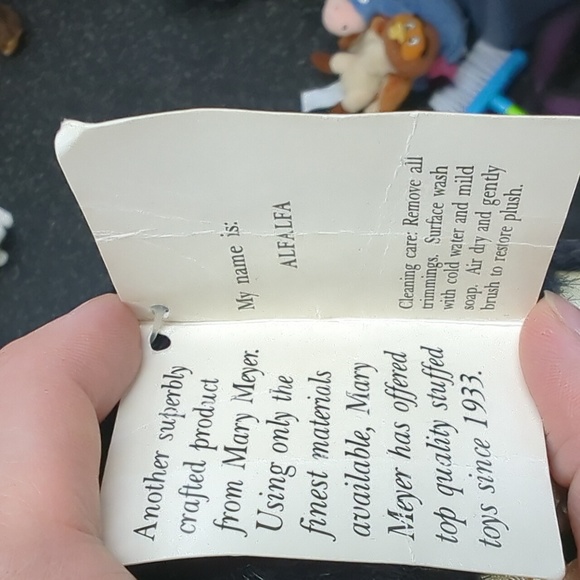 My name is:
ALFALFA
Cleaning care: Remove all
trimmings. Surface wash
with cold water and mild
soap. Air dry and gently
brush to restore plush.
Another superbly
crafted product
from Mary Meyer.
Using only the
finest materials
available, Mary
Meyer has offered
top quality stuffed
toys since 1933.